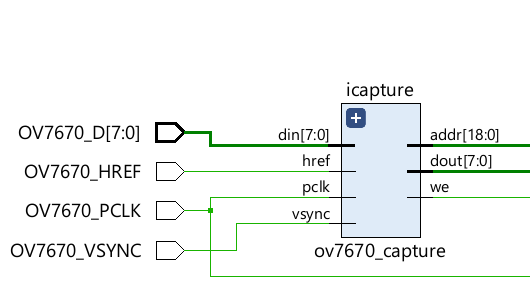 icapture
OV7670_D[7:0]
din[7:0]
addr[18:0]
OV7670_HREF
href
dout[7:0]
OV7670_PCLK
pclk
we
OV7670_VSYNC
vsync
ov7670_capture